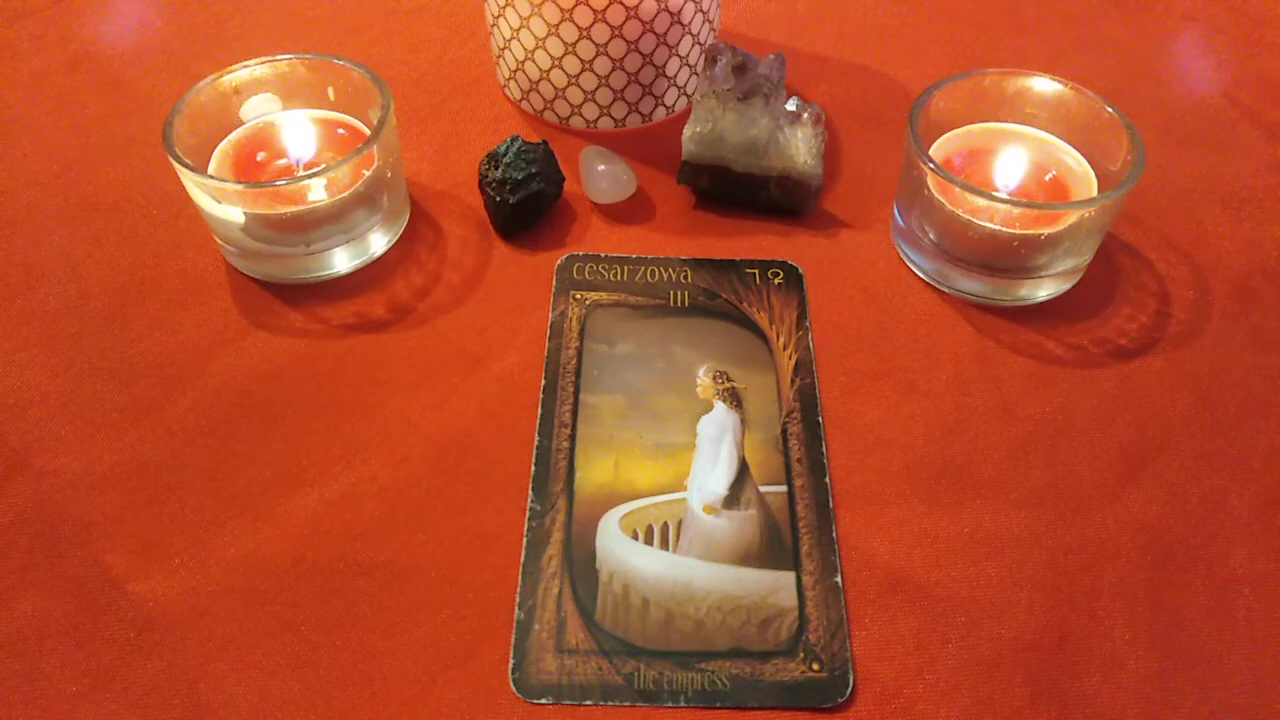 cesarzowa ㄱ♀
III
the empress